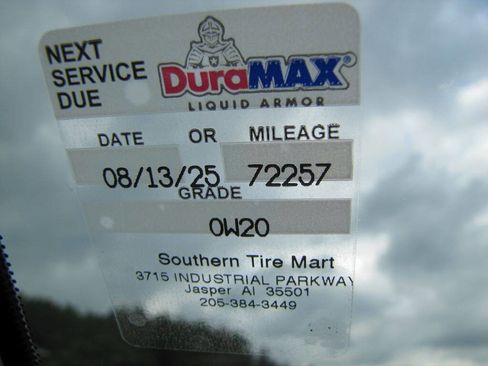 NEXT
SERVICE
DUE
DURAMAX®
LIQUID ARMOR
DATE OR MILEAGE
08/13/25 72257
GRADE
0W20
Southern Tire Mart
3715 INDUSTRIAL PARKWAY
Jasper Al 35501
205-384-3449